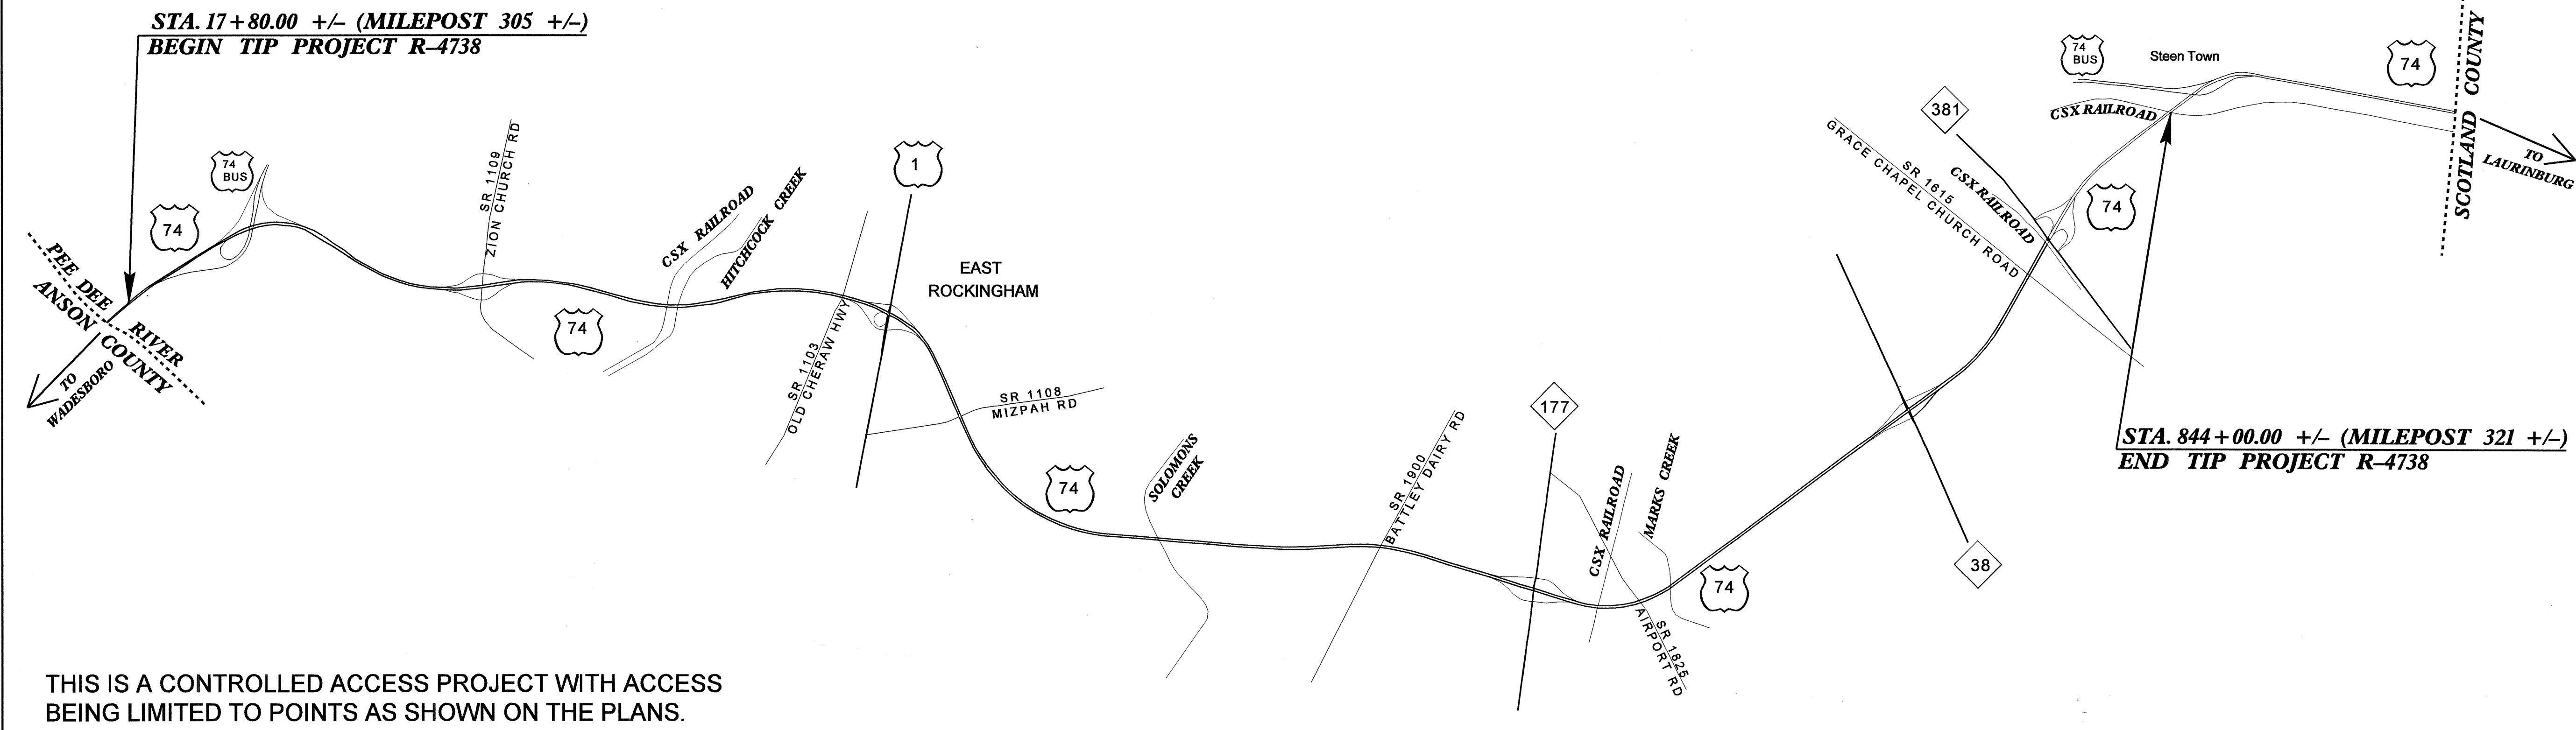 STA. 17+80.00 +/– (MILEPOST 305 +/–)
BEGIN TIP PROJECT R–4738
74
BUS
74
PEE DEE
RIVER
ANSON
COUNTY
TO
WADESBORO
SR 1109
ZION CHURCH RD
74
CSX RAILROAD
HITCHCOCK CREEK
1
EAST
ROCKINGHAM
SR 1103
OLD CHERAW HWY
SR 1108
MIZPAH RD
74
SOLOMONS
CREEK
SR 1900
BATTLEY DAIRY RD
177
CSX RAILROAD
MARKS CREEK
SR 1825
AIRPORT RD
74
38
381
GRACE CHAPEL CHURCH ROAD
SR 1615
CSX RAILROAD
74
74
BUS
Steen Town
CSX RAILROAD
74
SCOTLAND COUNTY
TO
LAURINBURG
STA. 844+00.00 +/– (MILEPOST 321 +/–)
END TIP PROJECT R–4738
THIS IS A CONTROLLED ACCESS PROJECT WITH ACCESS
BEING LIMITED TO POINTS AS SHOWN ON THE PLANS.